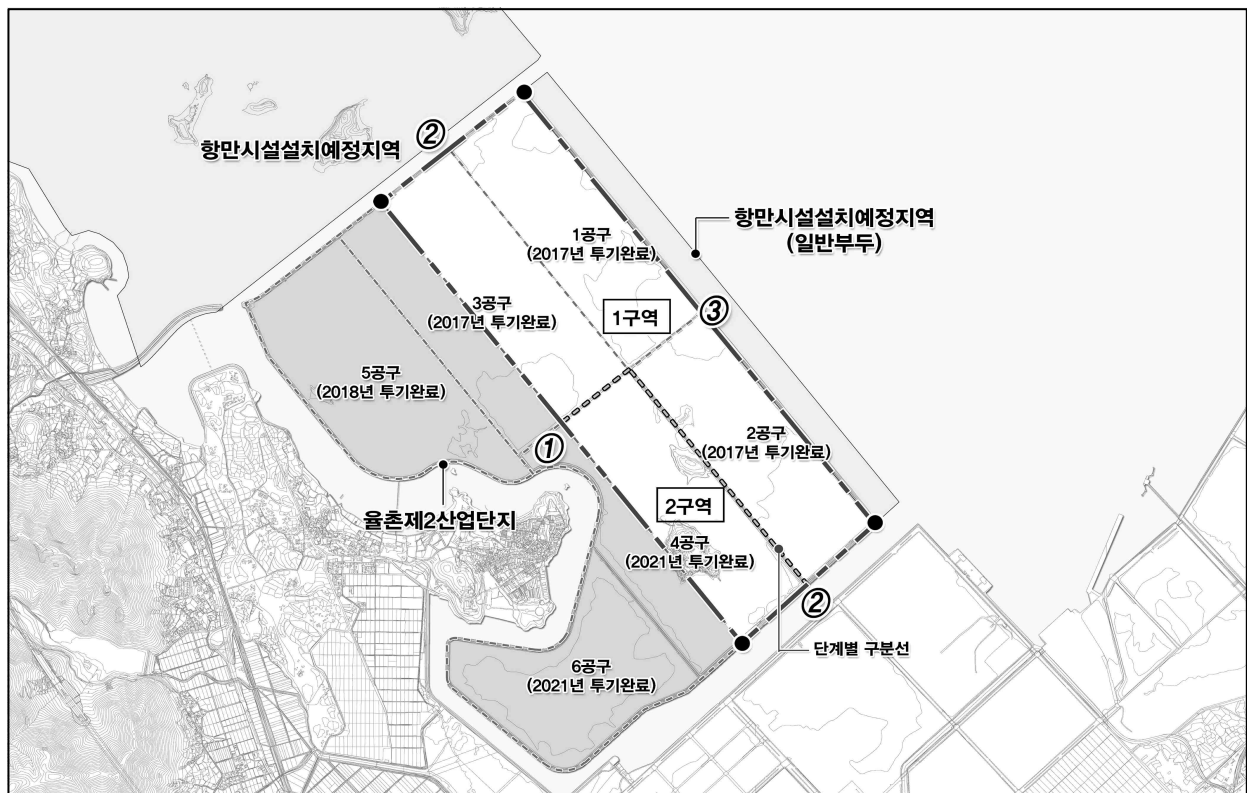 ②
항만시설설치예정지역
항만시설설치예정지역
(일반부두)
1공구
(2017년 투기완료)
3공구
(2017년 투기완료)
1구역
③
5공구
(2018년 투기완료)
①
2공구
(2017년 투기완료)
2구역
율촌제2산업단지
4공구
(2021년 투기완료)
②
단계별 구분선
6공구
(2021년 투기완료)